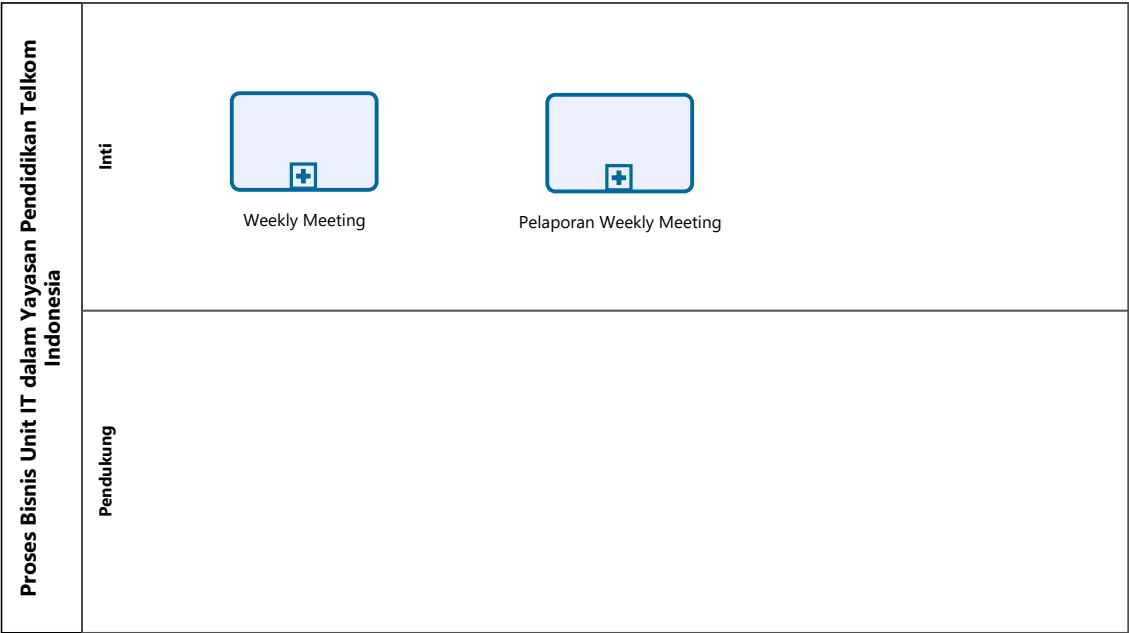 Proses Bisnis Unit IT dalam Yayasan Pendidikan Telkom
Indonesia
Inti
Weekly Meeting
Pelaporan Weekly Meeting
Pendukung